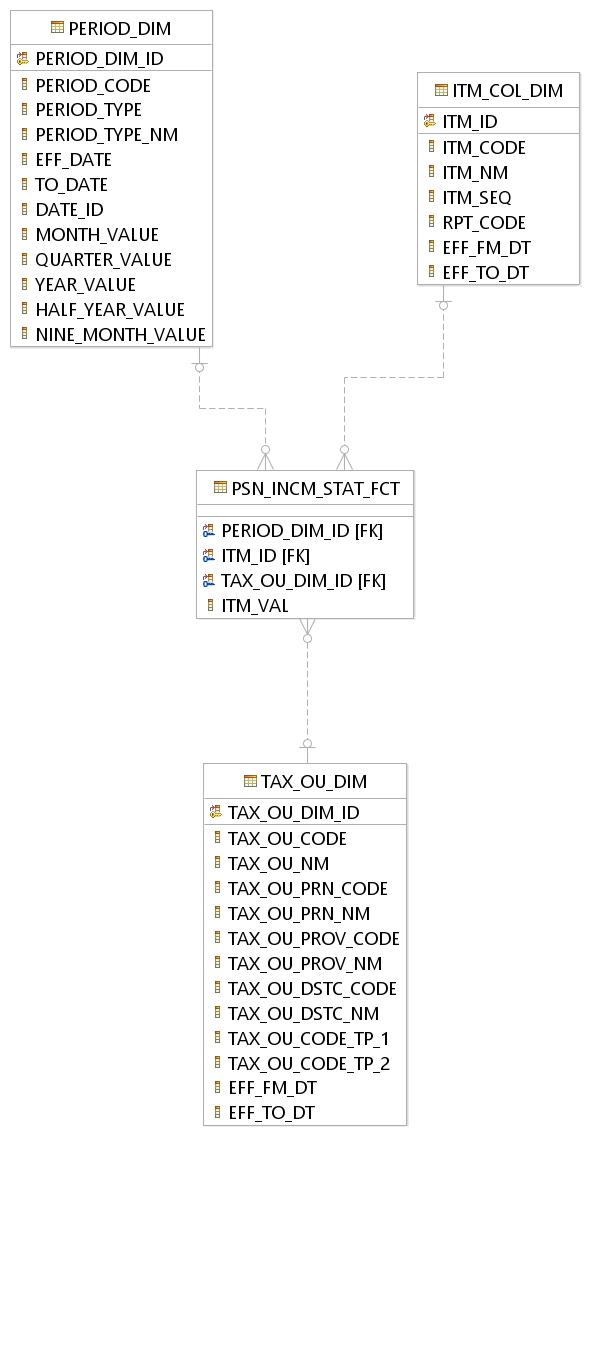 PERIOD_DIM
PERIOD_DIM_ID
PERIOD_CODE
PERIOD_TYPE
PERIOD_TYPE_NM
EFF_DATE
TO_DATE
DATE_ID
MONTH_VALUE
QUARTER_VALUE
YEAR_VALUE
HALF_YEAR_VALUE
NINE_MONTH_VALUE
ITM_COL_DIM
ITM_ID
ITM_CODE
ITM_NM
ITM_SEQ
RPT_CODE
EFF_FM_DT
EFF_TO_DT
PSN_INCM_STAT_FCT
PERIOD_DIM_ID [FK]
ITM_ID [FK]
TAX_OU_DIM_ID [FK]
ITM_VAL
TAX_OU_DIM
TAX_OU_DIM_ID
TAX_OU_CODE
TAX_OU_NM
TAX_OU_PRN_CODE
TAX_OU_PRN_NM
TAX_OU_PROV_CODE
TAX_OU_PROV_NM
TAX_OU_DSTC_CODE
TAX_OU_DSTC_NM
TAX_OU_CODE_TP_1
TAX_OU_CODE_TP_2
EFF_FM_DT
EFF_TO_DT